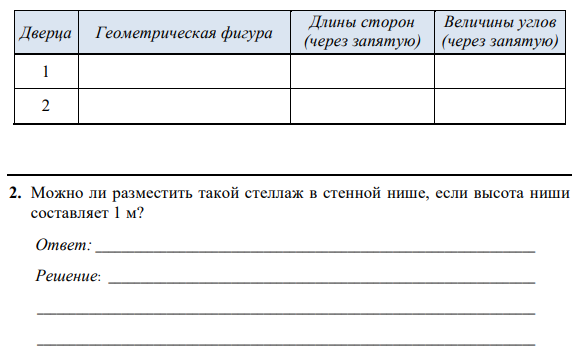 Дверца Геометрическая фигура Длины сторон (через запятую) Величины углов (через запятую)
1
2
2. Можно ли разместить такой стеллаж в стенной нише, если высота ниши
составляет 1 м?
Ответ:
Решение: